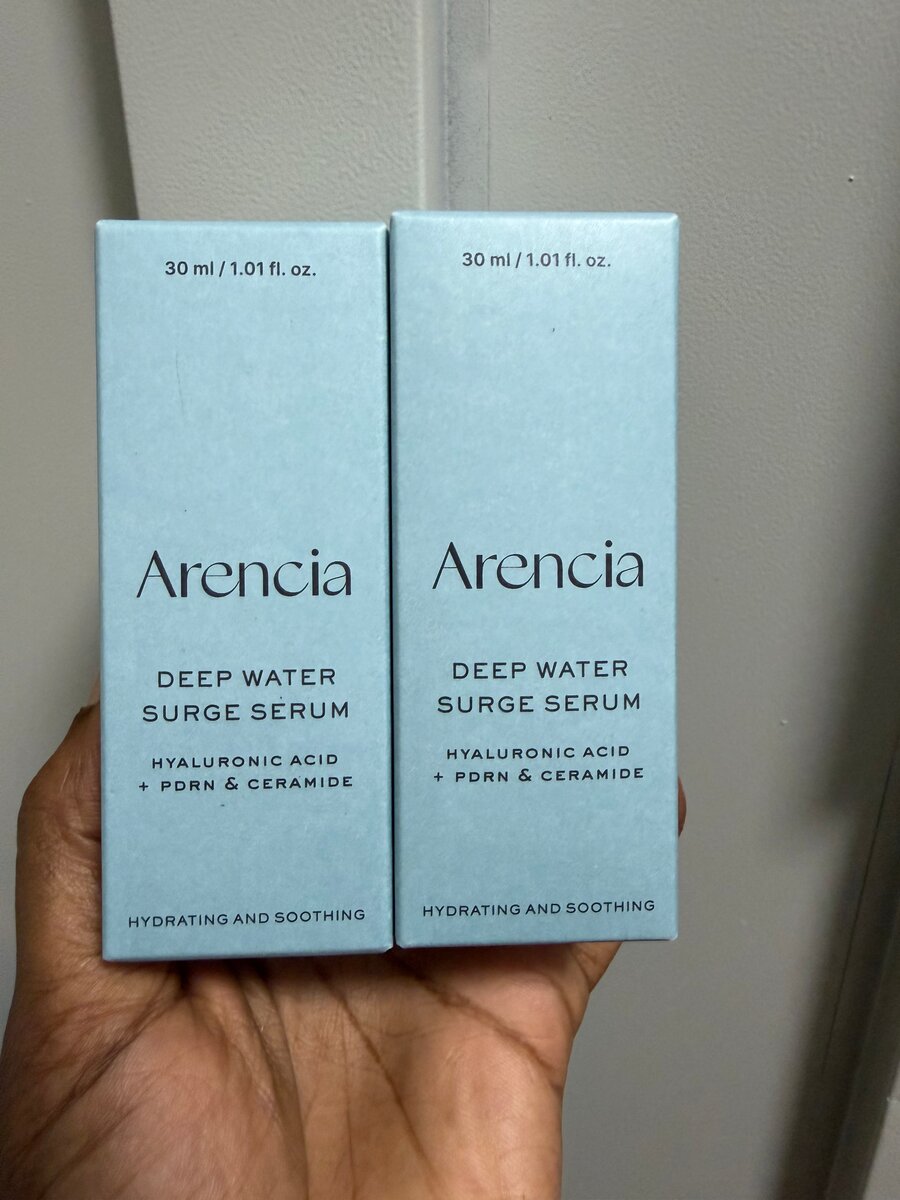 30 ml / 1.01 fl. oz.
Arencia
DEEP WATER
SURGE SERUM
HYALURONIC ACID
+ PDRN & CERAMIDE
HYDRATING AND SOOTHING
30 ml / 1.01 fl. oz.
Arencia
DEEP WATER
SURGE SERUM
HYALURONIC ACID
+ PDRN & CERAMIDE
HYDRATING AND SOOTHING